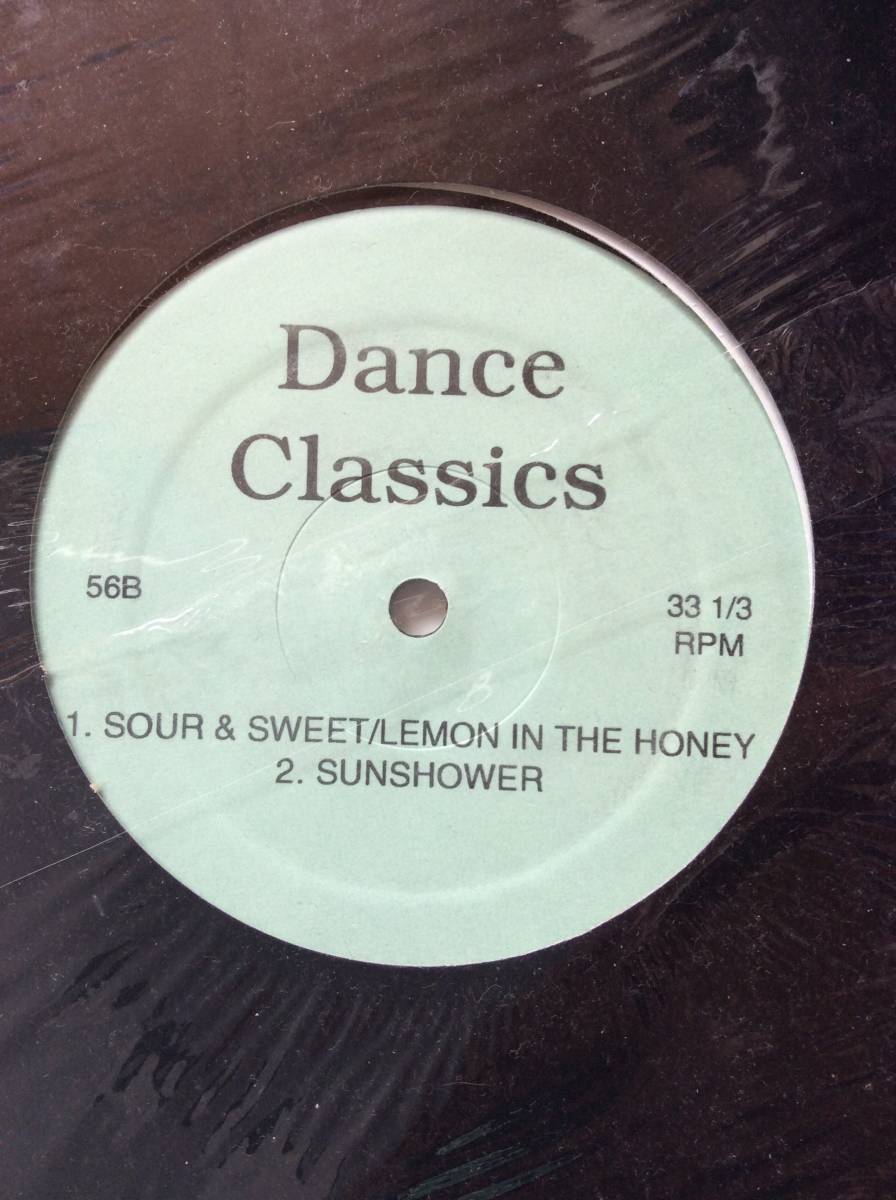 Dance
Classics
56B
33 1/3
RPM
1. SOUR & SWEET/LEMON IN THE HONEY
2. SUNSHOWER